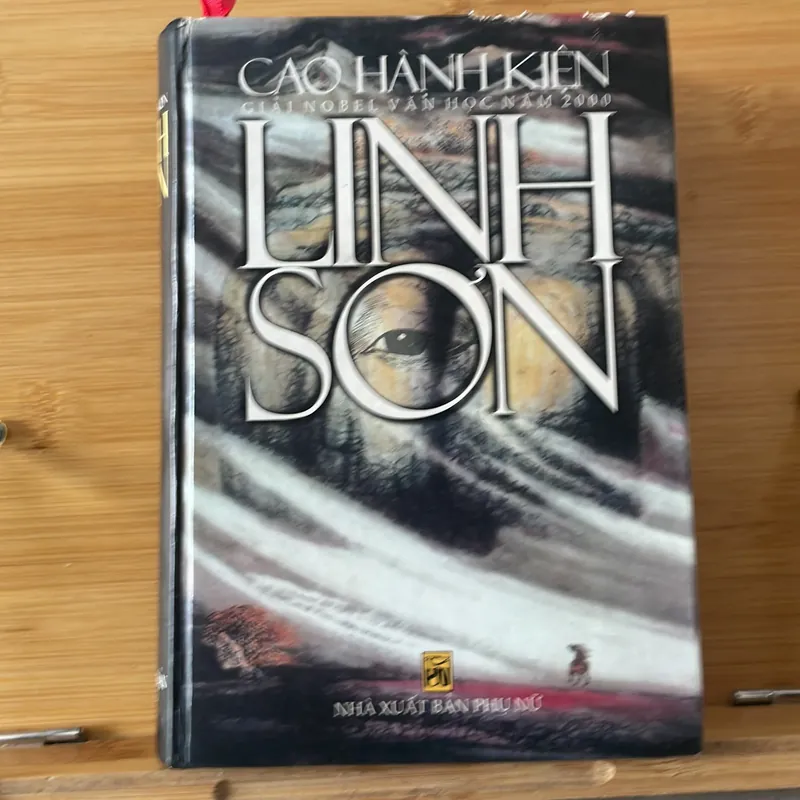 CAO HÀNH KIỆN
GIẢI NOBEL VĂN HỌC NĂM 2000
LINH
SƠN
NHÀ XUẤT BẢN PHỤ NỮ